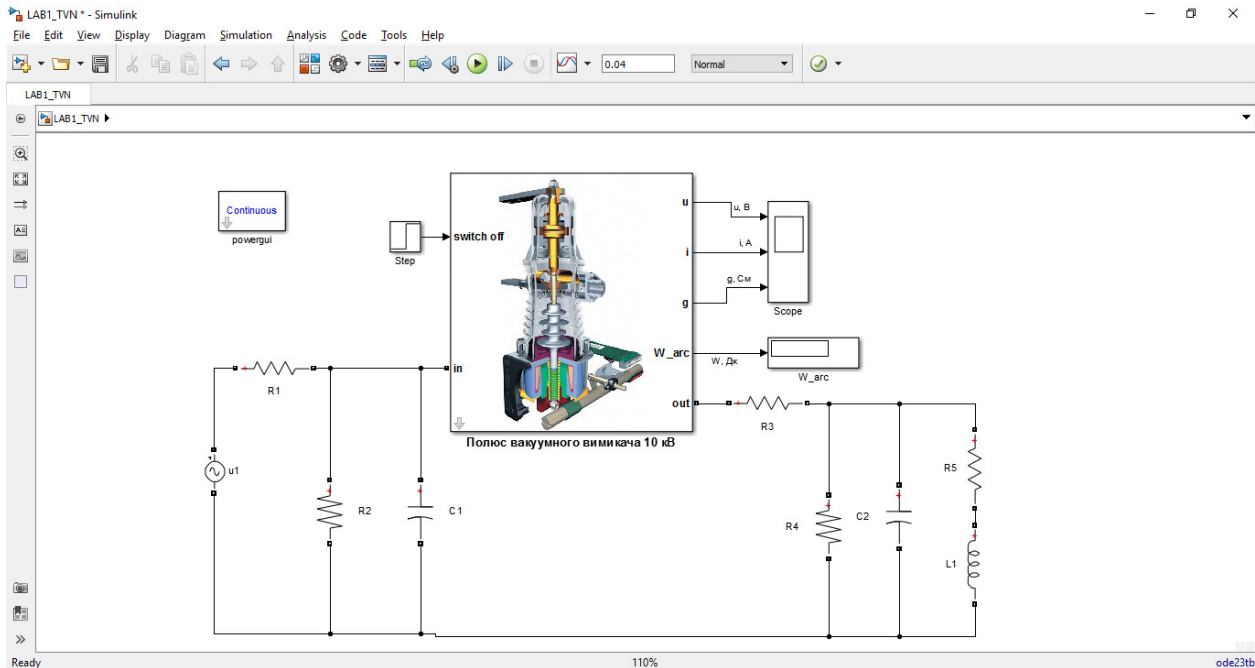 LAB1_TVN * - Simulink
File Edit View Display Diagram Simulation Analysis Code Tools Help
0.04 Normal
LAB1_TVN
LAB1_TVN
Continuous
powergui
Step
switch off
u
u, В
i
i, А
g
g, См
Scope
W_arc
W, Дж
W_arc
in
out
Полюс вакуумного вимикача 10 кВ
R1
R3
u1
R2
C1
R4
C2
R5
L1
Ready 110% ode23tb